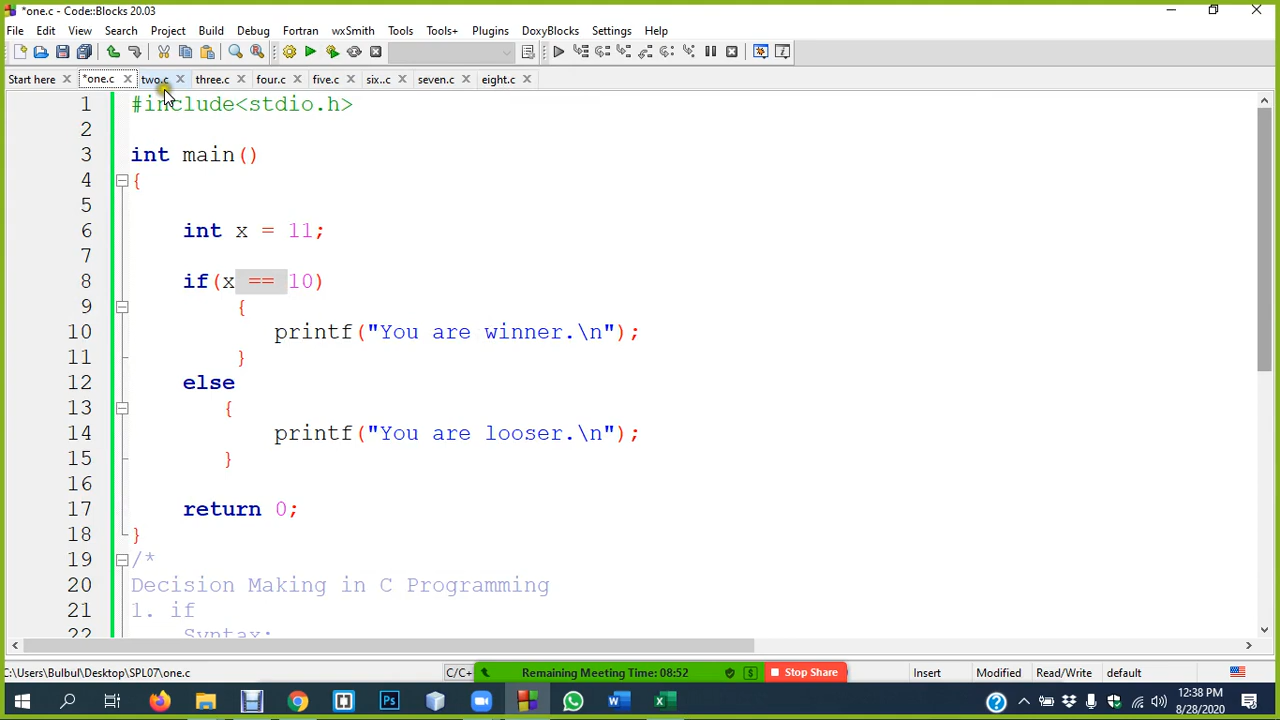 *one.c - Code::Blocks 20.03
File Edit View Search Project Build Debug Fortran wxSmith Tools Tools+ Plugins DoxyBlocks Settings Help
Start here *one.c two.c three.c four.c five.c six..c seven.c eight.c
1 #include<stdio.h>
2
3 int main()
4 {
5
6 int x = 11;
7
8 if(x == 10)
9 {
10 printf("You are winner.\n");
11 }
12 else
13 {
14 printf("You are looser.\n");
15 }
16
17 return 0;
18 }
19 /*
20 Decision Making in C Programming
21 1. if
22 Syntax:
C:\Users\Bulbul\Desktop\SPL07\one.c C/C+ Remaining Meeting Time: 08:52 Stop Share Insert Modified Read/Write default
12:38 PM
8/28/2020